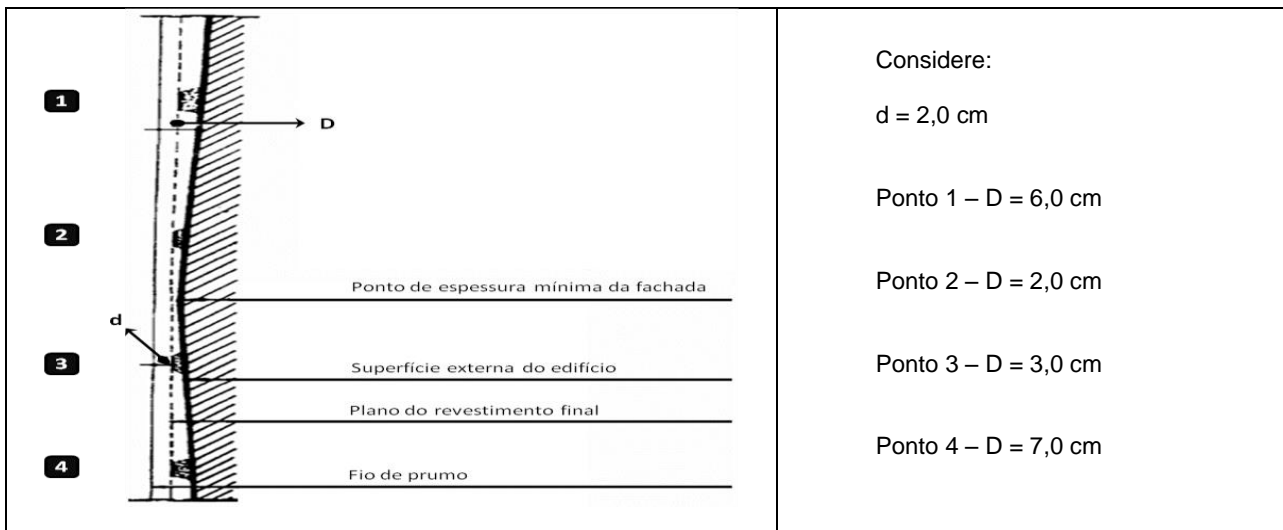 1
D
2
Ponto de espessura mínima da fachada
d
3
Superfície externa do edifício
Plano do revestimento final
4
Fio de prumo
Considere:
d = 2,0 cm
Ponto 1 – D = 6,0 cm
Ponto 2 – D = 2,0 cm
Ponto 3 – D = 3,0 cm
Ponto 4 – D = 7,0 cm